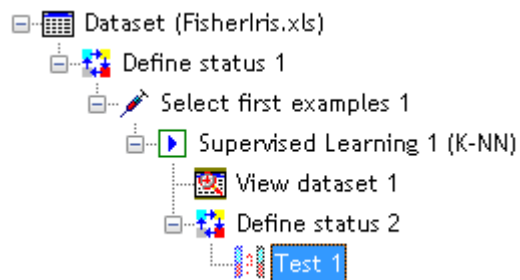 Dataset (FisherIris.xls)
Define status 1
Select first examples 1
Supervised Learning 1 (K-NN)
View dataset 1
Define status 2
Test 1